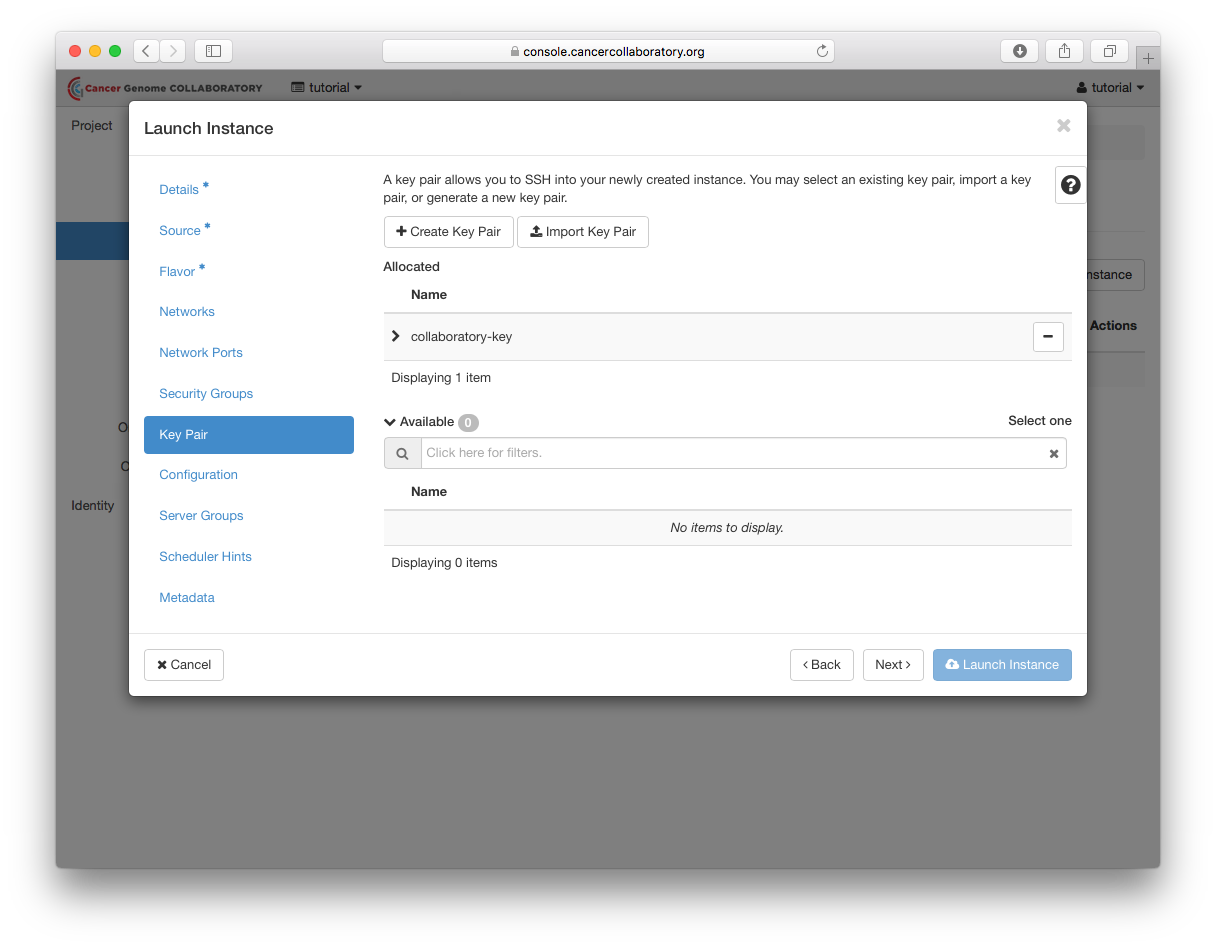 console.cancercollaboratory.org
Cancer Genome COLLABORATORY
tutorial
tutorial
Project
Launch Instance
Details *
Source *
Flavor *
Networks
Network Ports
Security Groups
Key Pair
Configuration
Server Groups
Scheduler Hints
Metadata
A key pair allows you to SSH into your newly created instance. You may select an existing key pair, import a key
pair, or generate a new key pair.
Create Key Pair
Import Key Pair
Allocated
Name
collaboratory-key
Displaying 1 item
Available 0
Select one
Click here for filters.
Name
No items to display.
Displaying 0 items
Cancel
Back
Next
Launch Instance
nstance
Actions
O
Identity